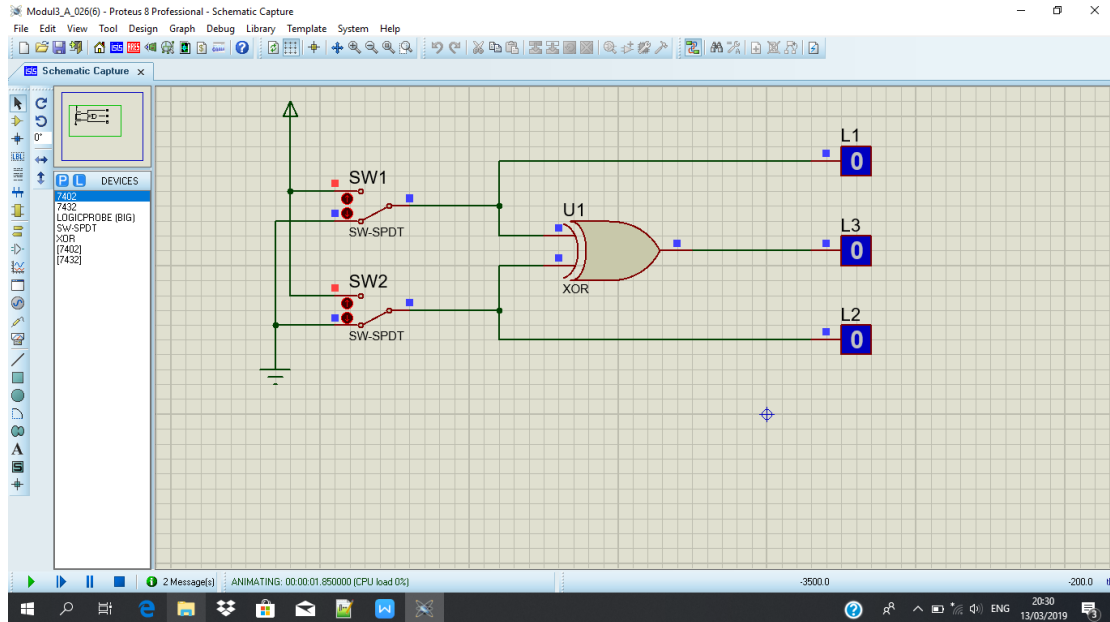 Modul3_A_026(6) - Proteus 8 Professional - Schematic Capture
File Edit View Tool Design Graph Debug Library Template System Help
Schematic Capture x
0°
LBL
P L DEVICES
7402
7432
LOGICPROBE (BIG)
SW-SPDT
XOR
[7402]
[7432]
A
S
L1
0
SW1
SW-SPDT
U1
XOR
L3
0
SW2
SW-SPDT
L2
0
2 Message(s) ANIMATING: 00:00:01.850000 (CPU load 0%) -3500.0 -200.0
ENG 20:30
13/03/2019 3